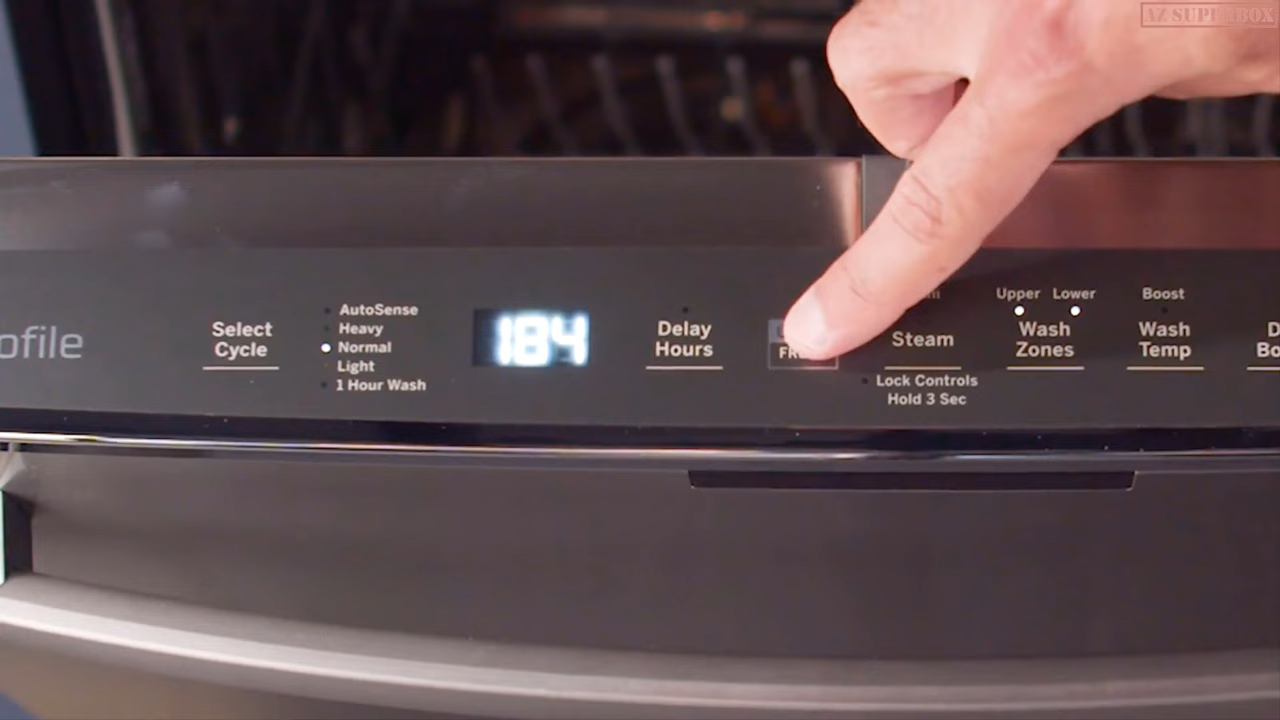 AZ SUPERBOX
ofile
Select
Cycle
AutoSense
Heavy
Normal
Light
1 Hour Wash
184
Delay
Hours
Steam
Lock Controls
Hold 3 Sec
Upper Lower
Wash
Zones
Boost
Wash
Temp